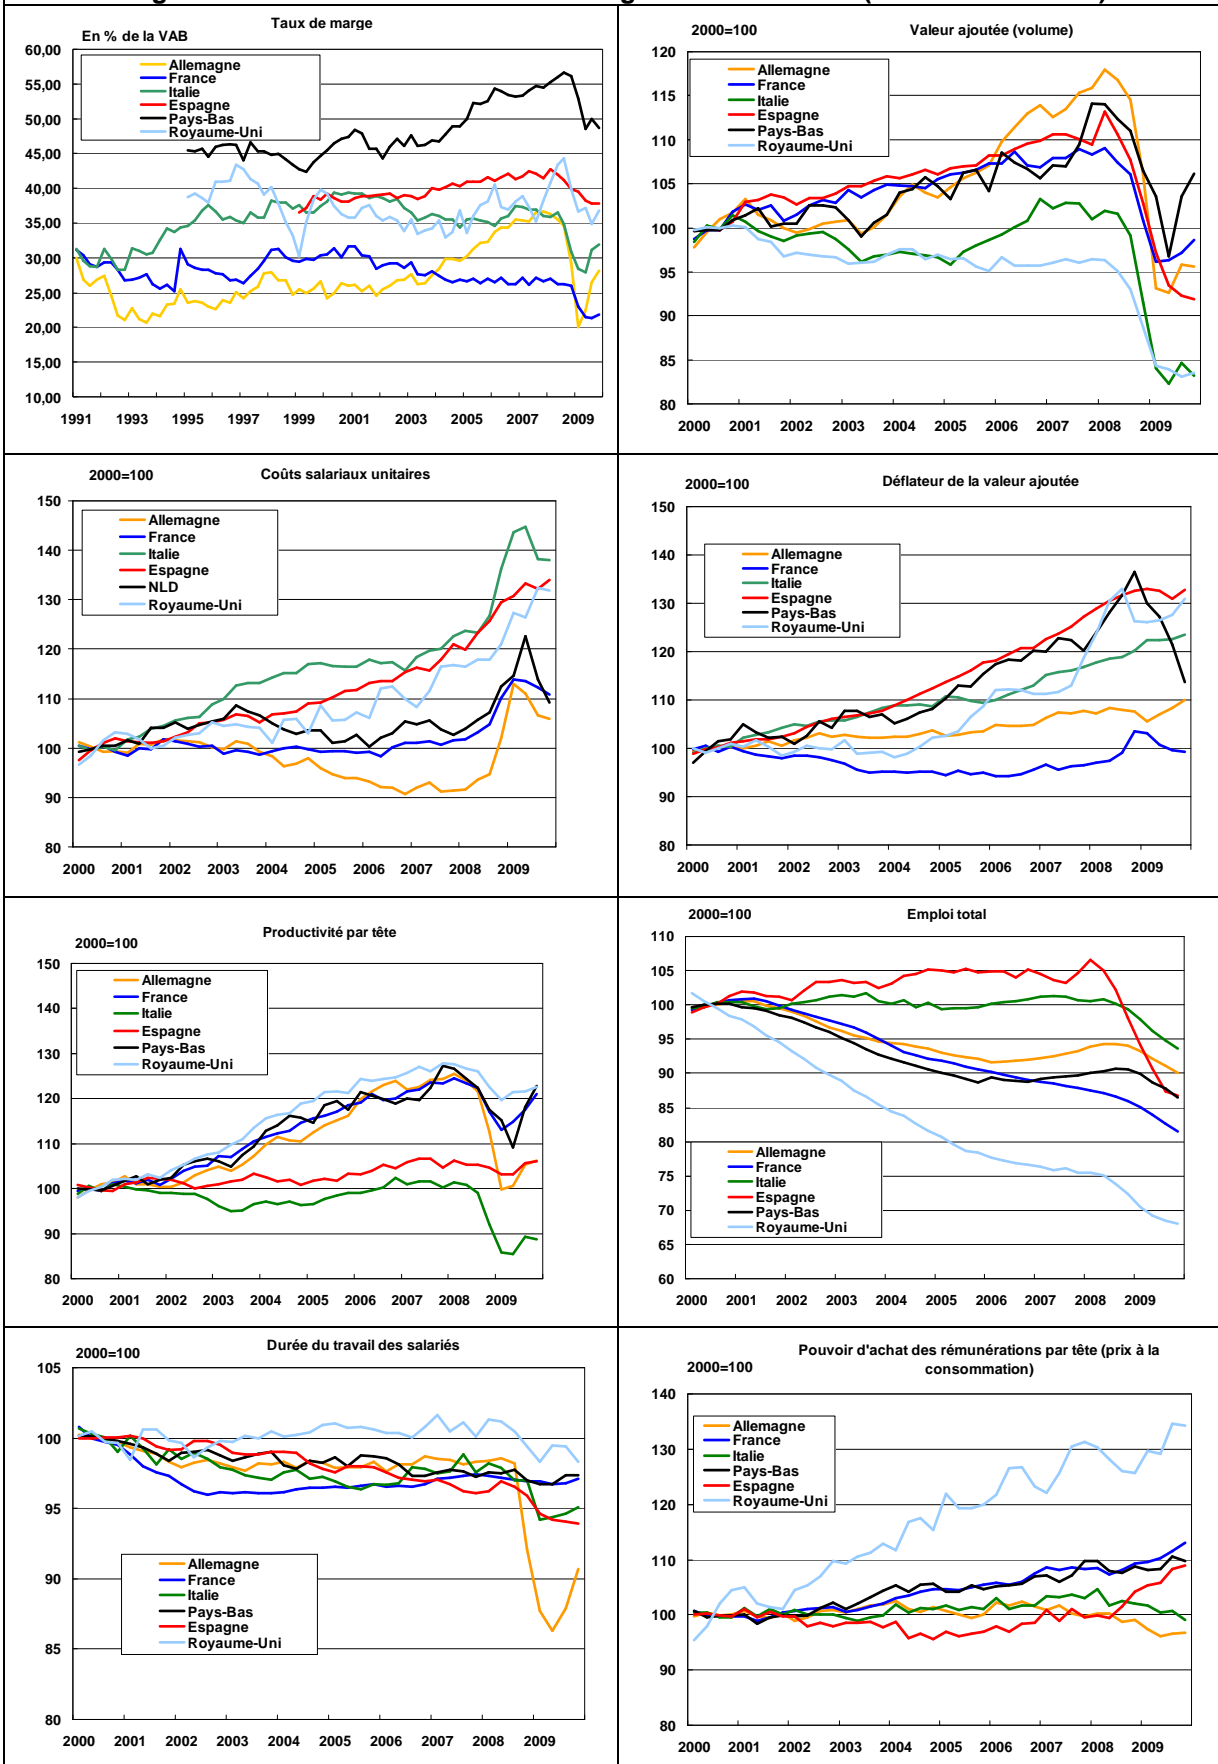 Taux de marge
En % de la VAB
60,00
55,00
50,00
45,00
40,00
35,00
30,00
25,00
20,00
15,00
10,00
Allemagne
France
Italie
Espagne
Pays-Bas
Royaume-Uni
1991 1993 1995 1997 1999 2001 2003 2005 2007 2009
2000=100
Valeur ajoutée (volume)
120
115
110
105
100
95
90
85
80
Allemagne
France
Italie
Espagne
Pays-Bas
Royaume-Uni
2000 2001 2002 2003 2004 2005 2006 2007 2008 2009
2000=100
Coûts salariaux unitaires
150
140
130
120
110
100
90
80
Allemagne
France
Italie
Espagne
NLD
Royaume-Uni
2000 2001 2002 2003 2004 2005 2006 2007 2008 2009
2000=100
Déflateur de la valeur ajoutée
150
140
130
120
110
100
90
80
Allemagne
France
Italie
Espagne
Pays-Bas
Royaume-Uni
2000 2001 2002 2003 2004 2005 2006 2007 2008 2009
Productivité par tête
2000=100
150
140
130
120
110
100
90
80
Allemagne
France
Italie
Espagne
Pays-Bas
Royaume-Uni
2000 2001 2002 2003 2004 2005 2006 2007 2008 2009
2000=100
Emploi total
110
105
100
95
90
85
80
75
70
65
60
Allemagne
France
Italie
Espagne
Pays-Bas
Royaume-Uni
2000 2001 2002 2003 2004 2005 2006 2007 2008 2009
Durée du travail des salariés
2000=100
105
100
95
90
85
80
Allemagne
France
Italie
Pays-Bas
Espagne
Royaume-Uni
2000 2001 2002 2003 2004 2005 2006 2007 2008 2009
Pouvoir d'achat des rémunérations par tête (prix à la
consommation)
2000=100
140
130
120
110
100
90
80
Allemagne
France
Italie
Pays-Bas
Espagne
Royaume-Uni
2000 2001 2002 2003 2004 2005 2006 2007 2008 2009